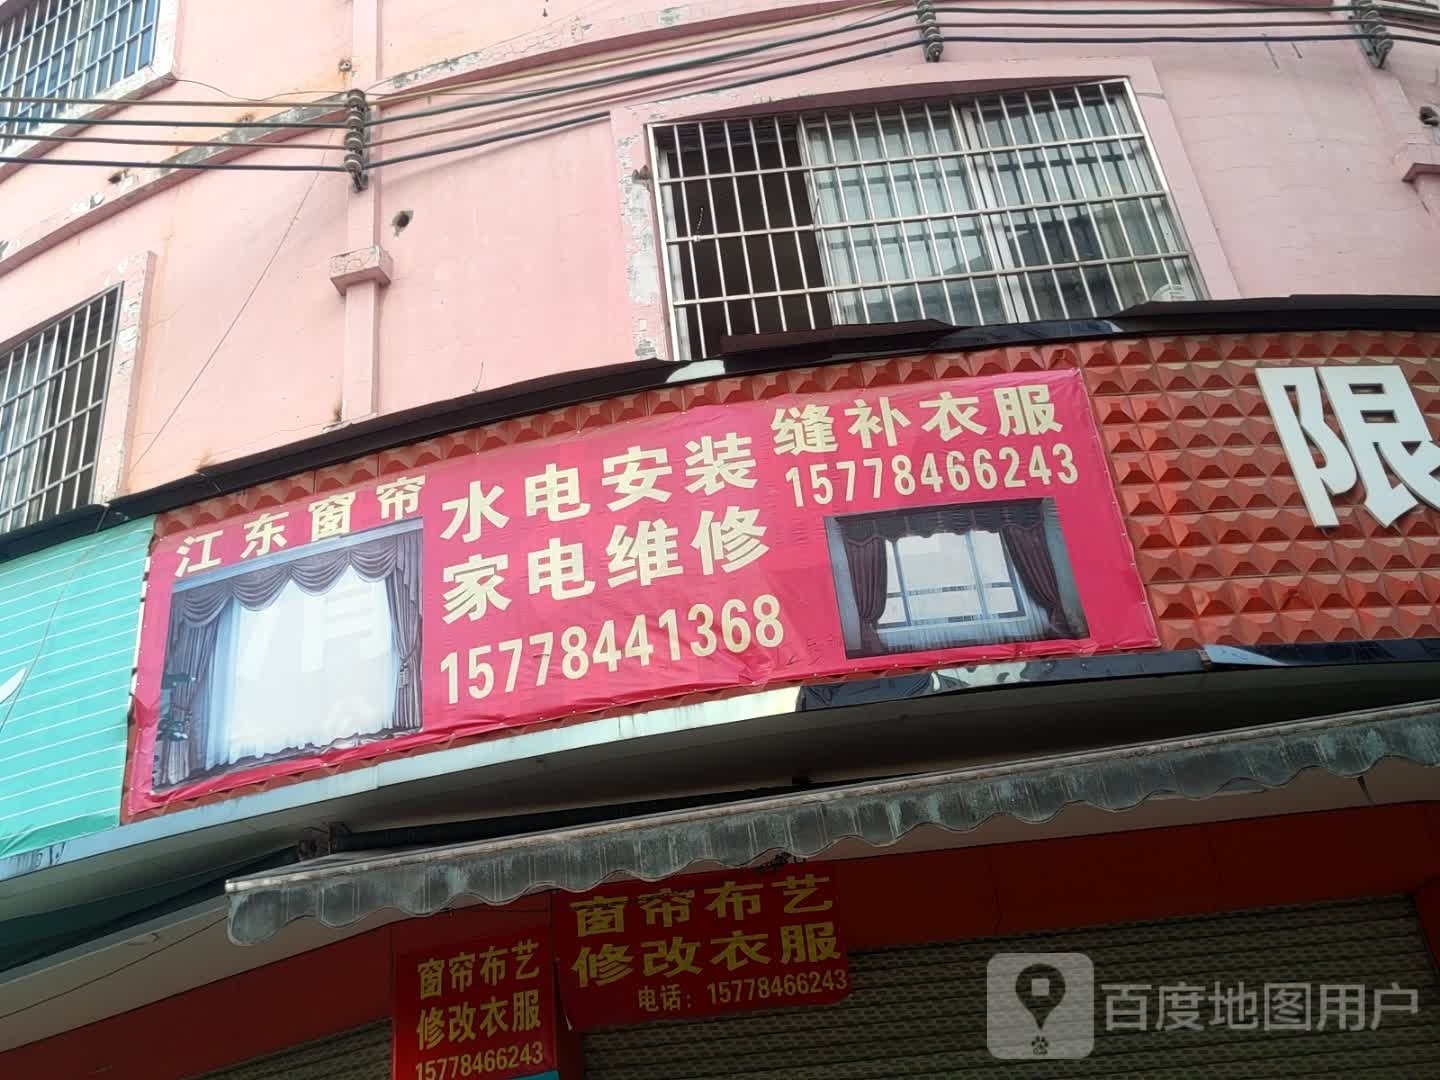 江东窗帘
水电安装
家电维修
15778441368
缝补衣服
15778466243
限
窗帘布艺
修改衣服
电话：15778466243
窗帘布艺
修改衣服
15778466243
百度地图用户